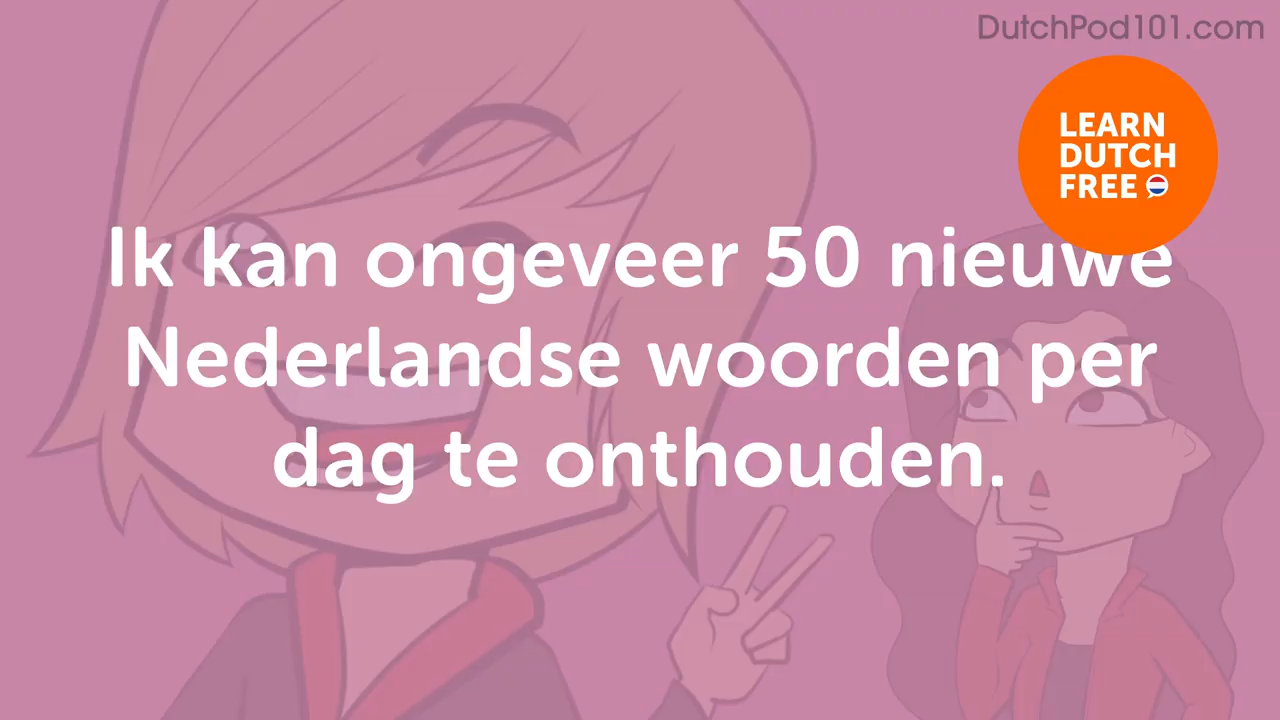 DutchPod101.com
LEARN
DUTCH
FREE
Ik kan ongeveer 50 nieuwe
Nederlandse woorden per
dag te onthouden.